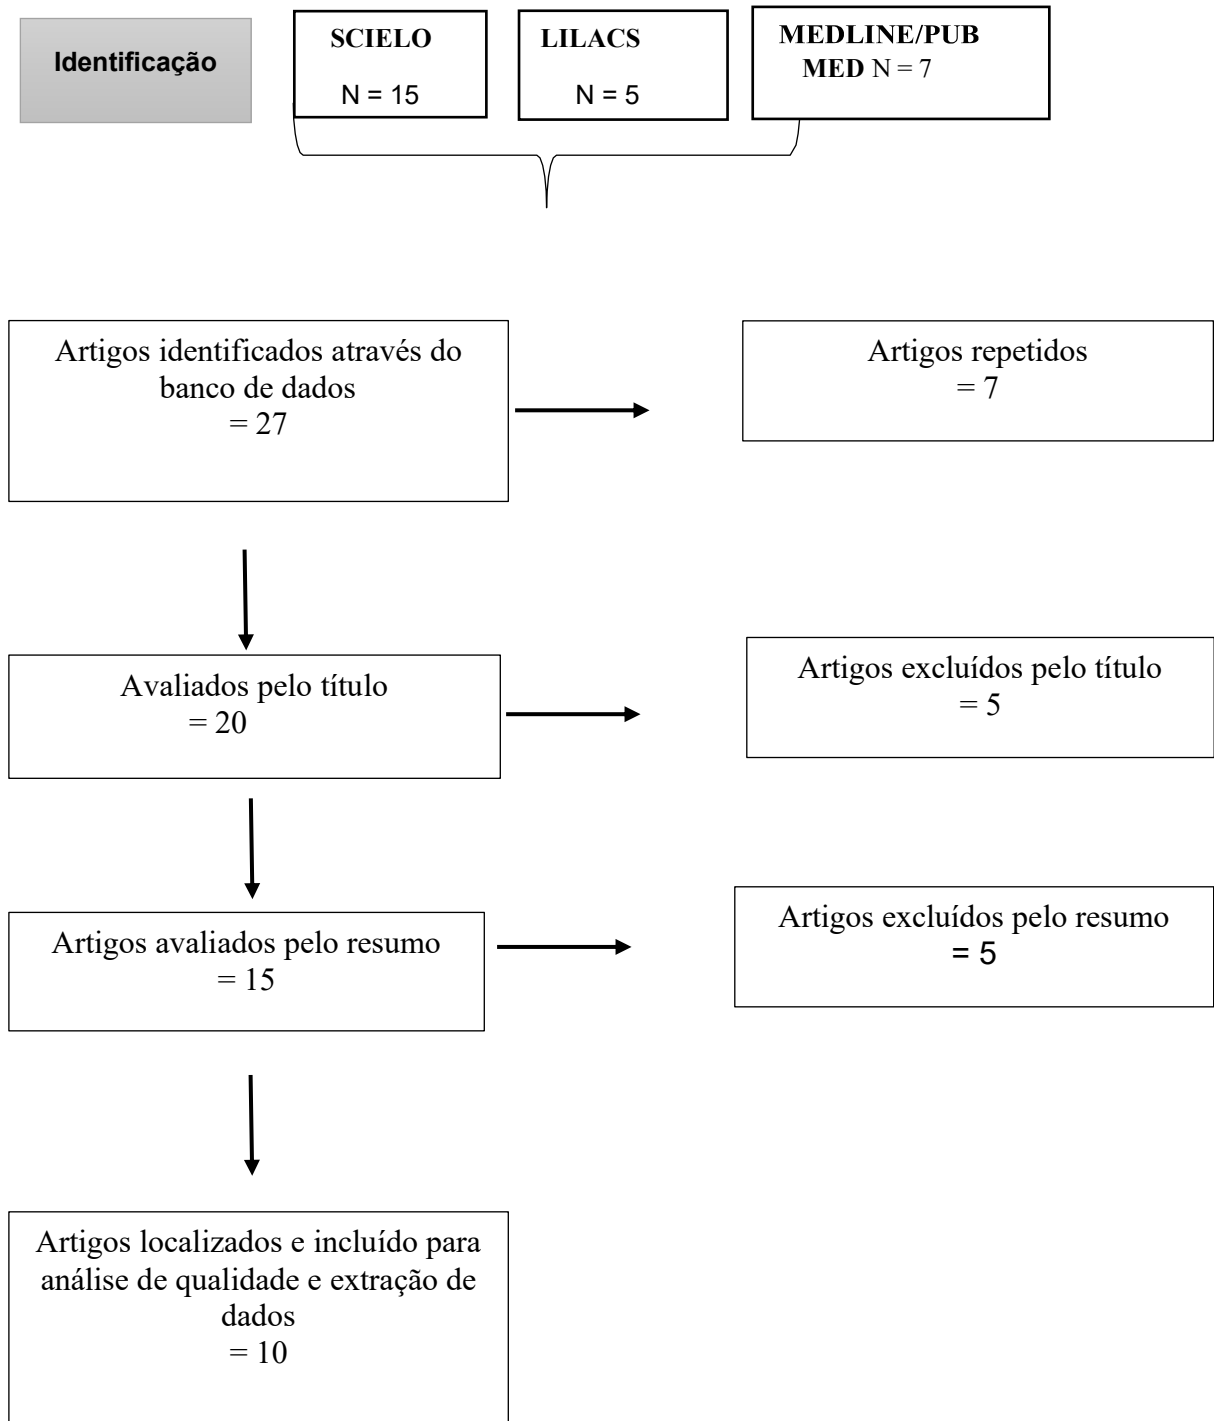 Identificação
SCIELO
N = 15
LILACS
N = 5
MEDLINE/PUB
MED N = 7
Artigos identificados através do
banco de dados
= 27
Artigos repetidos
= 7
Avaliados pelo título
= 20
Artigos excluídos pelo título
= 5
Artigos avaliados pelo resumo
= 15
Artigos excluídos pelo resumo
= 5
Artigos localizados e incluído para
análise de qualidade e extração de
dados
= 10